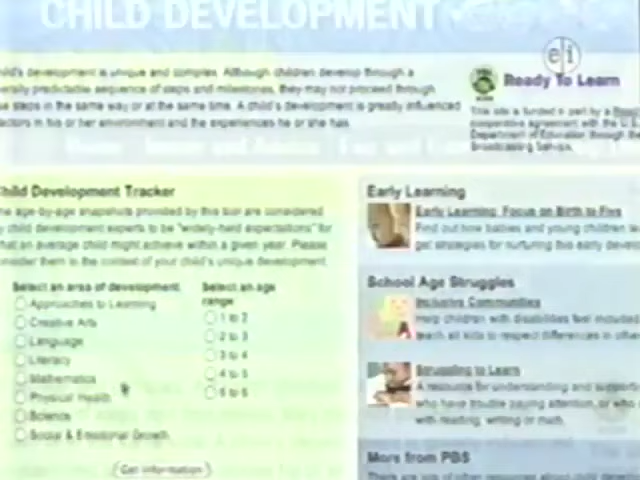 CHILD DEVELOPMENT
e/i
child's development is unique and complex. Although children develop through a
predictable sequence of steps and milestones, they may not proceed through
steps in the same way or at the same time. A child's development is greatly influenced
factors in his or her environment and the experiences he or she has.
Ready To Learn
This site is funded in part by a
cooperative agreement with the U.S.
Department of Education through the
Broadcasting Service.
Child Development Tracker
The age-by-age snapshots provided by this tool are considered
by child development experts to be "widely-held expectations" for
what an average child might achieve within a given year. Please
consider them in the context of your child's unique development.
Select an area of development
Approaches to Learning
Creative Arts
Language
Literacy
Mathematics
Physical Health
Science
Social & Emotional Growth
Select an age
range
1 to 2
2 to 3
3 to 4
4 to 5
5 to 6
Get Information
Early Learning
Early Learning: Focus on Birth to Five
Find out how babies and young children
get strategies for nurturing this early
School Age Struggles
Inclusive Communities
Help children with disabilities feel included
teach all kids to respect differences in
Struggling to Learn
A resource for understanding and
who have trouble paying attention, or who
with reading, writing or math.
More from PBS
There are lots of other resources about child